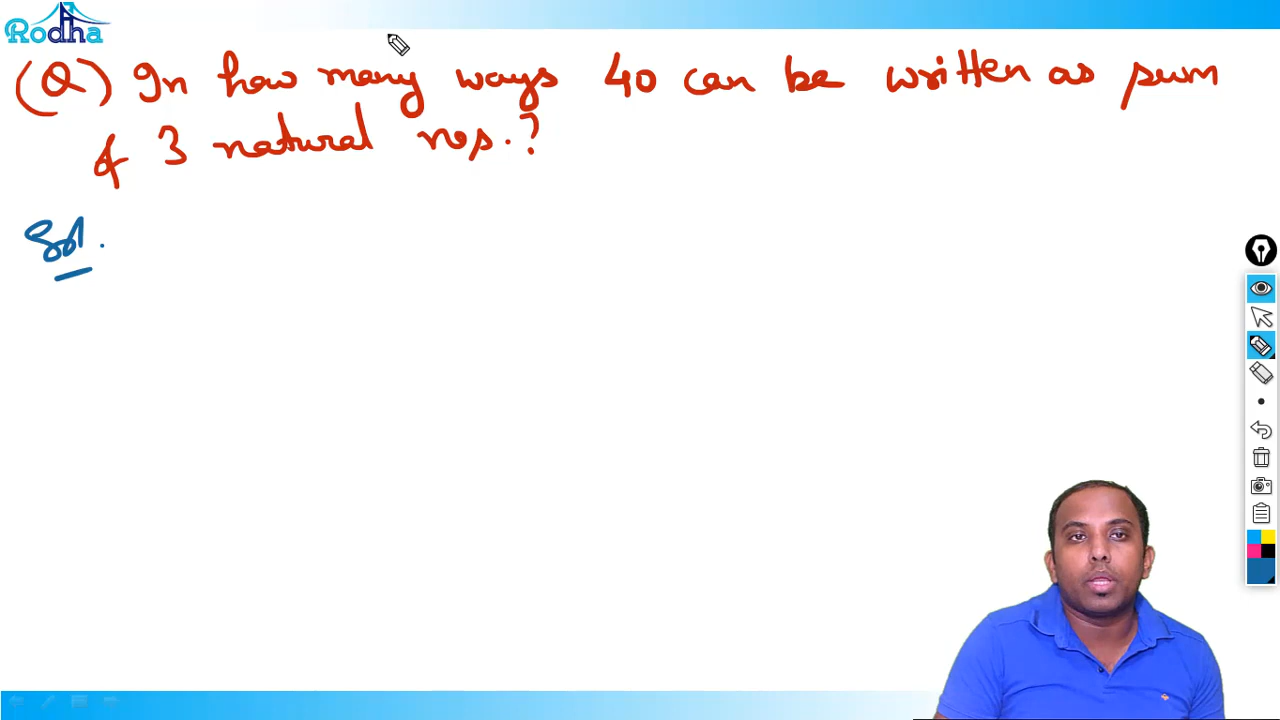 Rodha
(Q) In how many ways 40 can be written as sum
of 3 natural nos.?
Sol.